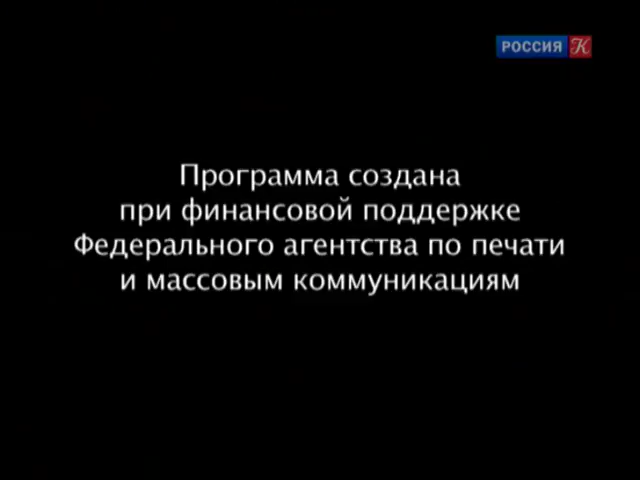 РОССИЯ К
Программа создана
при финансовой поддержке
Федерального агентства по печати
и массовым коммуникациям